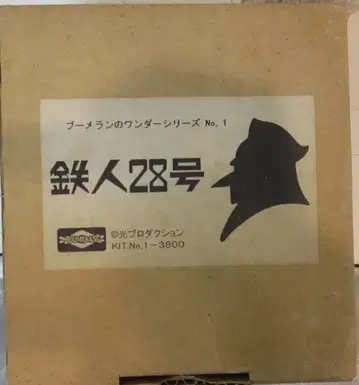 ブーメランのワンダーシリーズ No. 1
鉄人28号
©光プロダクション
KIT.No.1-3800